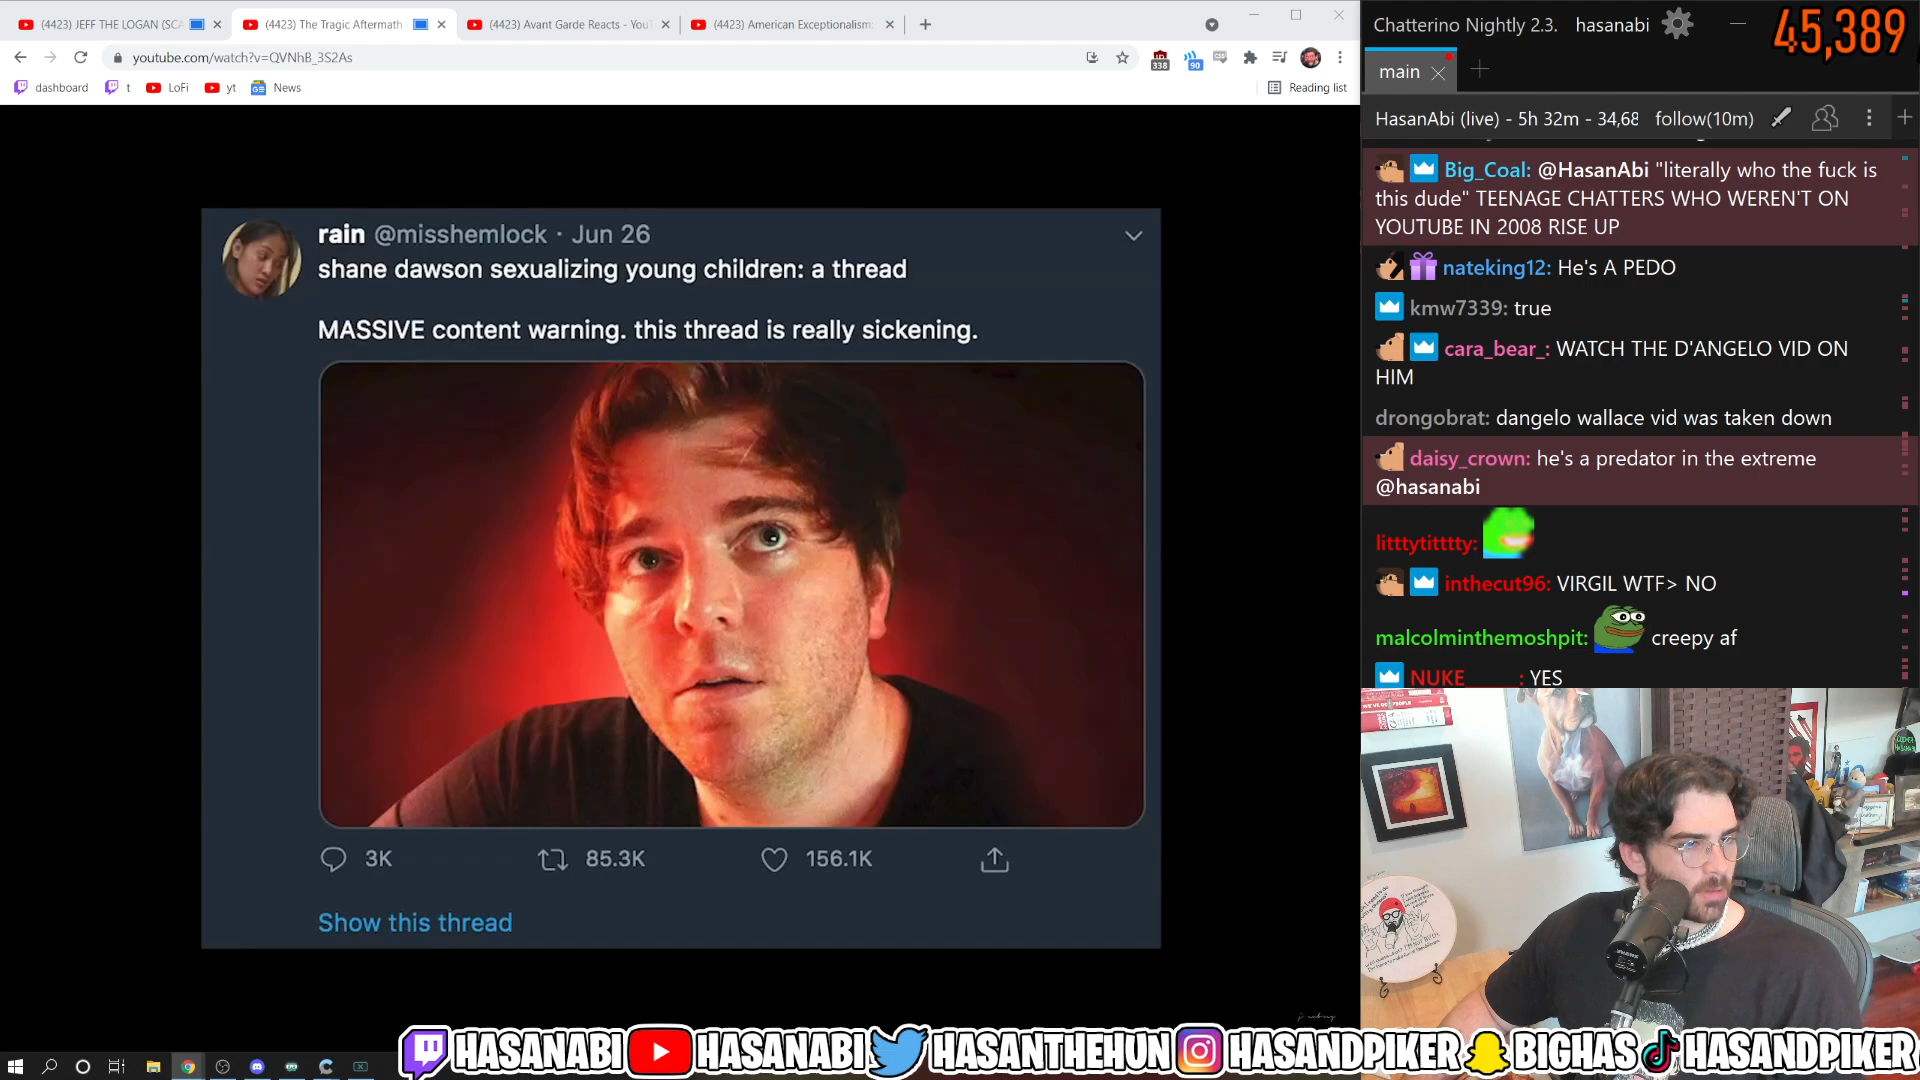 (4423) JEFF THE LOGAN (SCA
(4423) The Tragic Aftermath
(4423) Avant Garde Reacts - YouT
(4423) American Exceptionalism:
youtube.com/watch?v=QVNhB_3S2As
338
90
dashboard
t
LoFi
yt
News
Reading list
rain @misshemlock · Jun 26
shane dawson sexualizing young children: a thread
MASSIVE content warning. this thread is really sickening.
3K
85.3K
156.1K
Show this thread
Chatterino Nightly 2.3.
hasanabi
45,389
main
HasanAbi (live) - 5h 32m - 34,68
follow(10m)
Big_Coal: @HasanAbi "literally who the fuck is
this dude" TEENAGE CHATTERS WHO WEREN'T ON
YOUTUBE IN 2008 RISE UP
nateking12: He's A PEDO
kmw7339: true
cara_bear_: WATCH THE D'ANGELO VID ON
HIM
drongobrat: dangelo wallace vid was taken down
daisy_crown: he's a predator in the extreme
@hasanabi
litttytitttty:
inthecut96: VIRGIL WTF> NO
malcolminthemoshpit: creepy af
NUKE : YES
HASANABI
HASANABI
HASANTHEHUN
HASANDPIKER
BIGHAS
HASANDPIKER